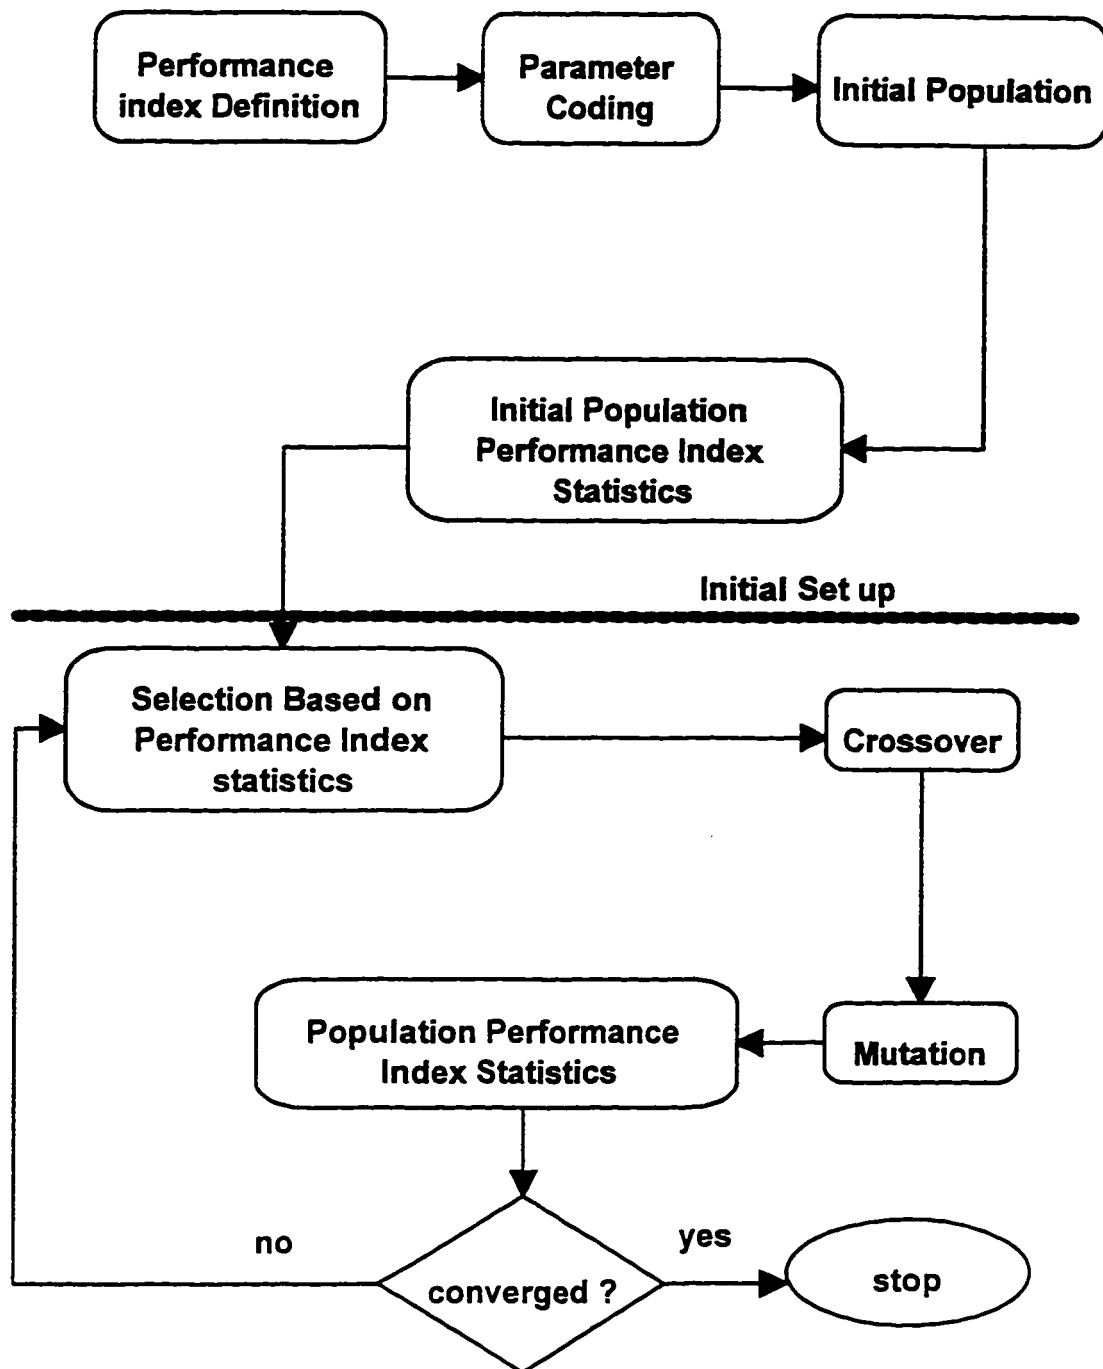 Performance
index Definition
Parameter
Coding
Initial Population
Initial Population
Performance Index
Statistics
Initial Set up
Selection Based on
Performance Index
statistics
Crossover
Mutation
Population Performance
Index Statistics
no
converged ?
yes
stop